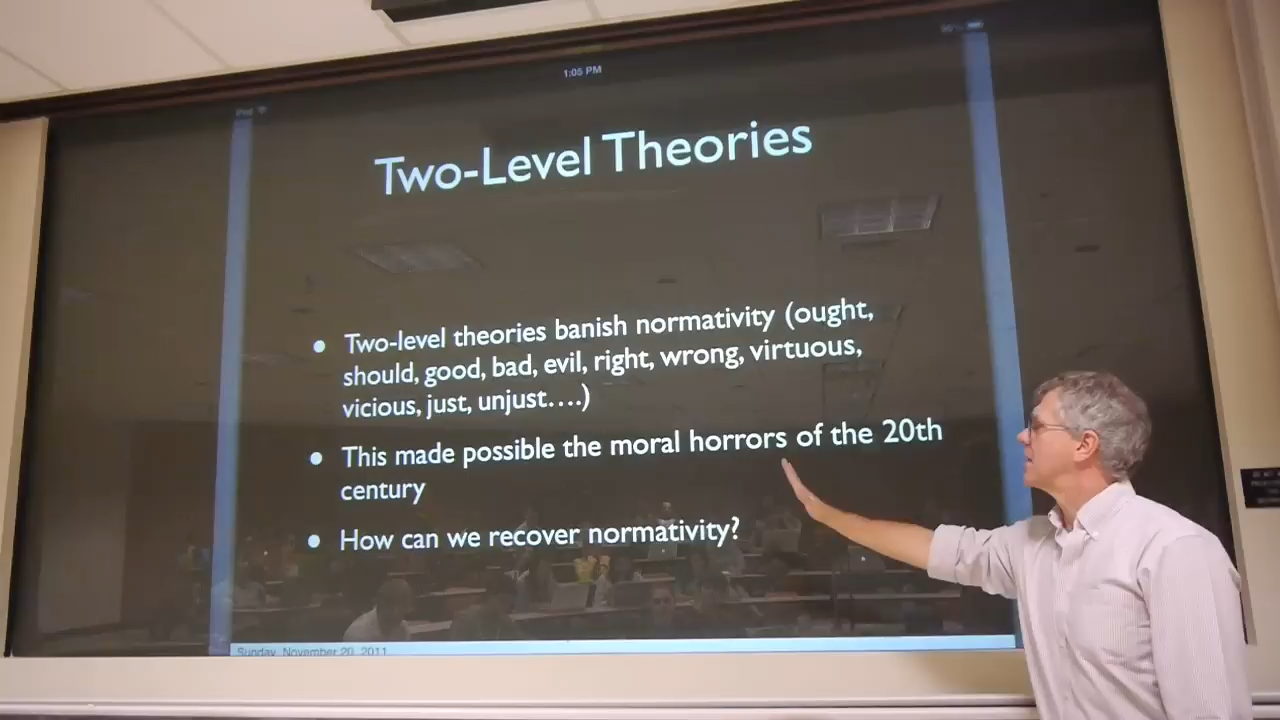 iPad
1:05 PM
Two-Level Theories
• Two-level theories banish normativity (ought,
should, good, bad, evil, right, wrong, virtuous,
vicious, just, unjust….)
• This made possible the moral horrors of the 20th
century
• How can we recover normativity?
Sunday, November 20, 2011